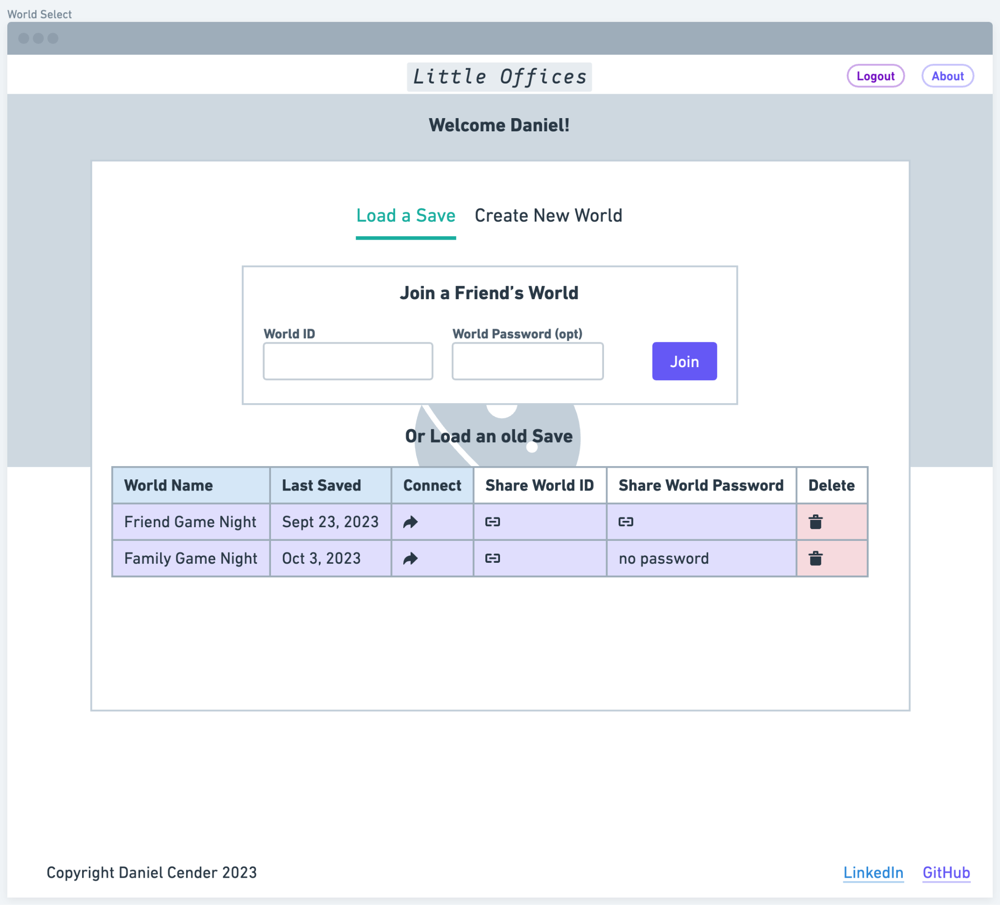 World Select
Little Offices
Logout
About
Welcome Daniel!
Load a Save
Create New World
Join a Friend’s World
World ID
World Password (opt)
Join
Or Load an old Save
World Name
Last Saved
Connect
Share World ID
Share World Password
Delete
Friend Game Night
Sept 23, 2023
Family Game Night
Oct 3, 2023
no password
Copyright Daniel Cender 2023
LinkedIn
GitHub